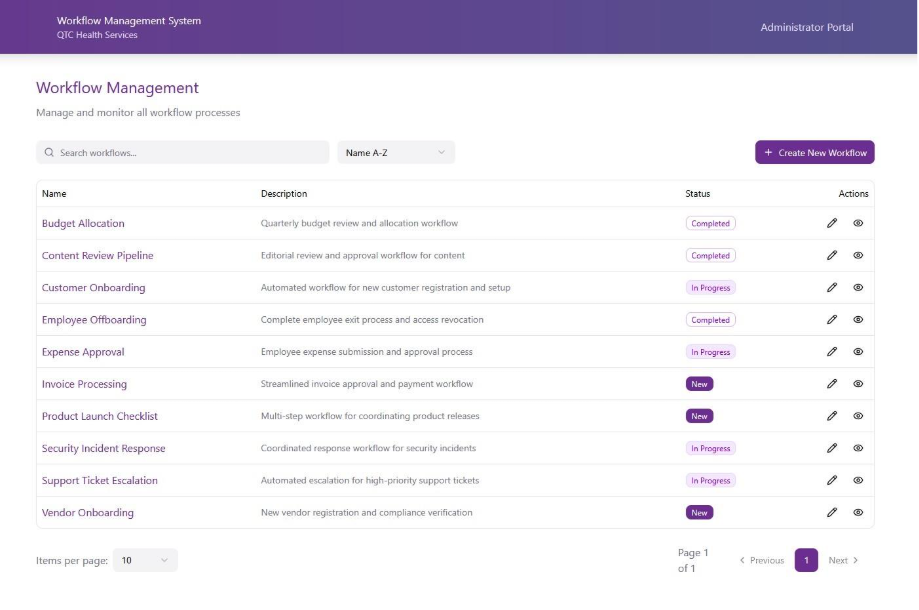 Workflow Management System
QTC Health Services
Administrator Portal
Workflow Management
Manage and monitor all workflow processes
Search workflows...
Name A-Z
+ Create New Workflow
Name Description Status Actions
Budget Allocation Quarterly budget review and allocation workflow Completed
Content Review Pipeline Editorial review and approval workflow for content Completed
Customer Onboarding Automated workflow for new customer registration and setup In Progress
Employee Offboarding Complete employee exit process and access revocation Completed
Expense Approval Employee expense submission and approval process In Progress
Invoice Processing Streamlined invoice approval and payment workflow New
Product Launch Checklist Multi-step workflow for coordinating product releases New
Security Incident Response Coordinated response workflow for security incidents In Progress
Support Ticket Escalation Automated escalation for high-priority support tickets In Progress
Vendor Onboarding New vendor registration and compliance verification New
Items per page: 10
Page 1
of 1
Previous 1 Next